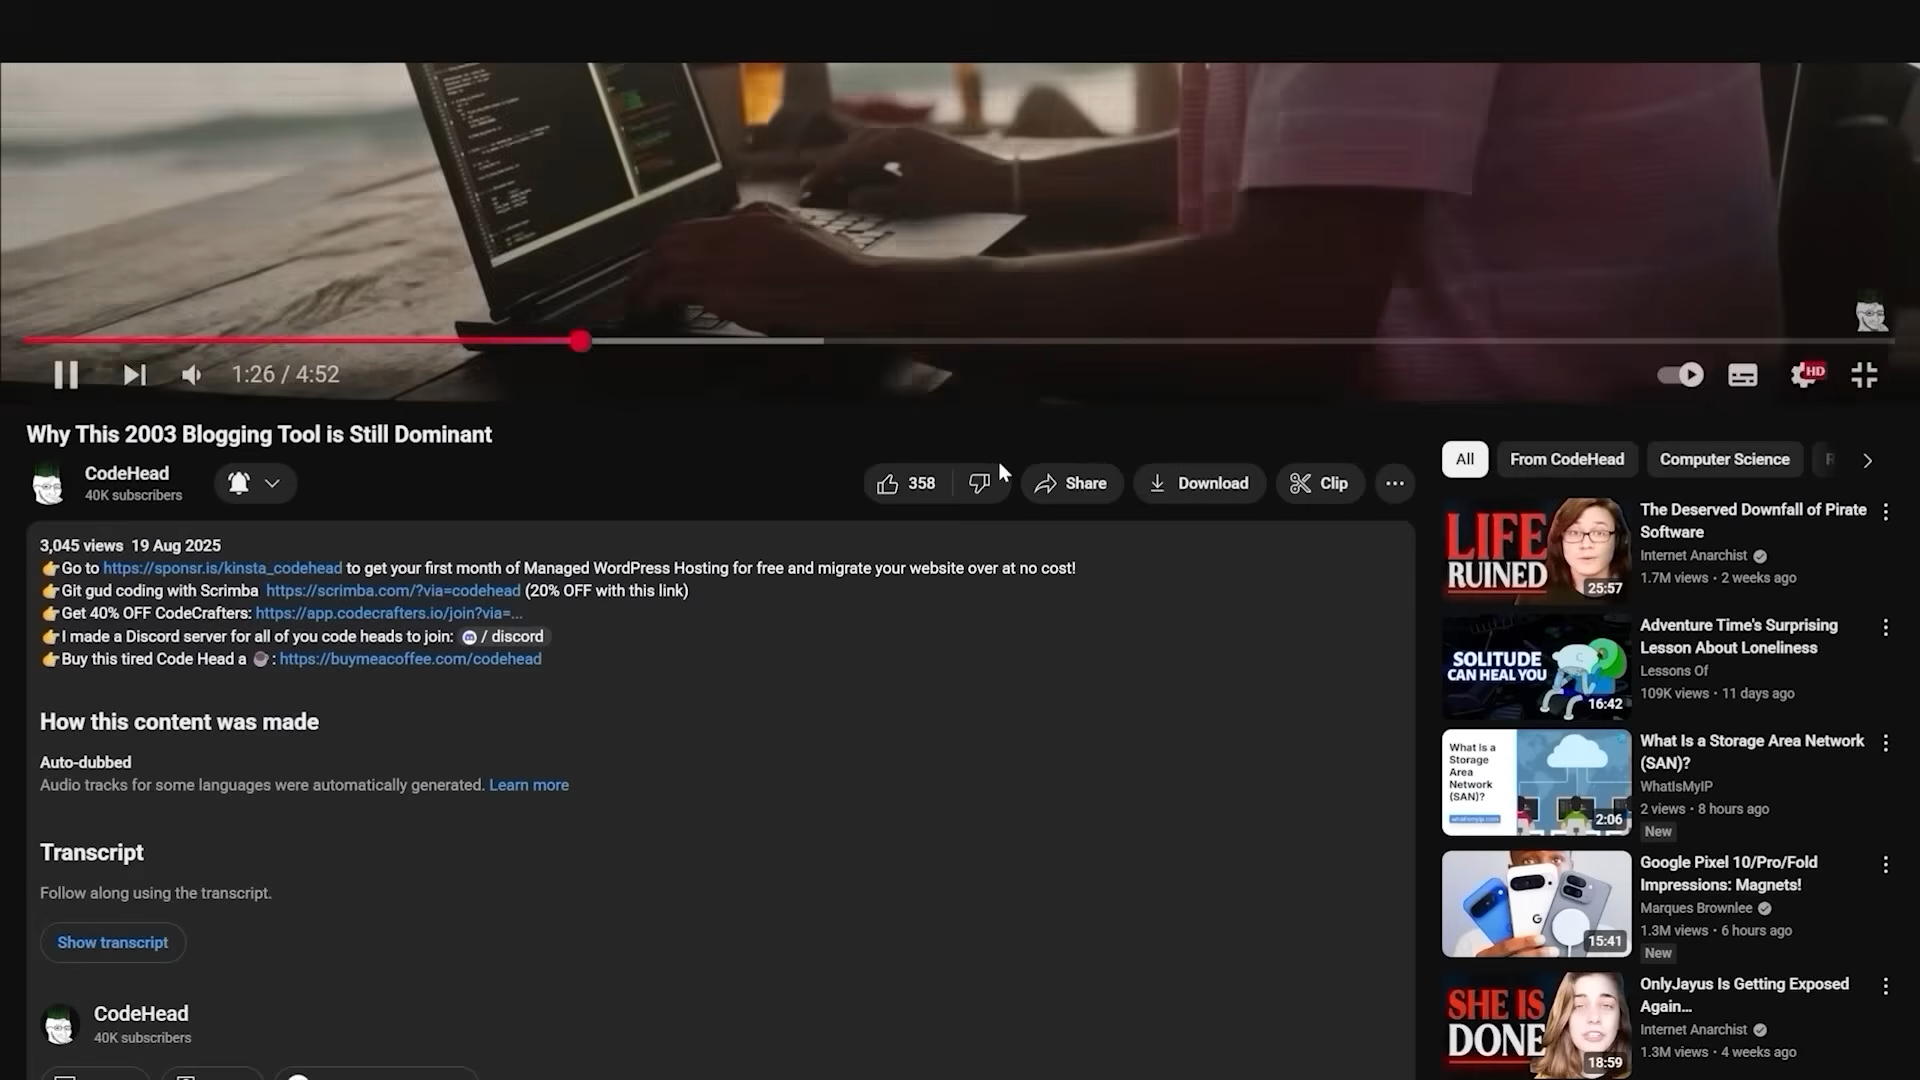 1:26 / 4:52
HD
Why This 2003 Blogging Tool is Still Dominant
CodeHead
40K subscribers
358
Share
Download
Clip
3,045 views 19 Aug 2025
👉Go to https://sponsr.is/kinsta_codehead to get your first month of Managed WordPress Hosting for free and migrate your website over at no cost!
👉Git gud coding with Scrimba https://scrimba.com/?via=codehead (20% OFF with this link)
👉Get 40% OFF CodeCrafters: https://app.codecrafters.io/join?via=...
👉I made a Discord server for all of you code heads to join: / discord
👉Buy this tired Code Head a ☕: https://buymeacoffee.com/codehead
How this content was made
Auto-dubbed
Audio tracks for some languages were automatically generated. Learn more
Transcript
Follow along using the transcript.
Show transcript
CodeHead
40K subscribers
All
From CodeHead
Computer Science
LIFE
RUINED
25:57
The Deserved Downfall of Pirate
Software
Internet Anarchist
1.7M views • 2 weeks ago
SOLITUDE
CAN HEAL YOU
16:42
Adventure Time's Surprising
Lesson About Loneliness
Lessons Of
109K views • 11 days ago
What Is a
Storage
Area
Network
(SAN)?
2:06
What Is a Storage Area Network
(SAN)?
WhatIsMyIP
2 views • 8 hours ago
New
G
15:41
Google Pixel 10/Pro/Fold
Impressions: Magnets!
Marques Brownlee
1.3M views • 6 hours ago
New
SHE IS
DONE
18:59
OnlyJayus Is Getting Exposed
Again...
Internet Anarchist
1.3M views • 4 weeks ago